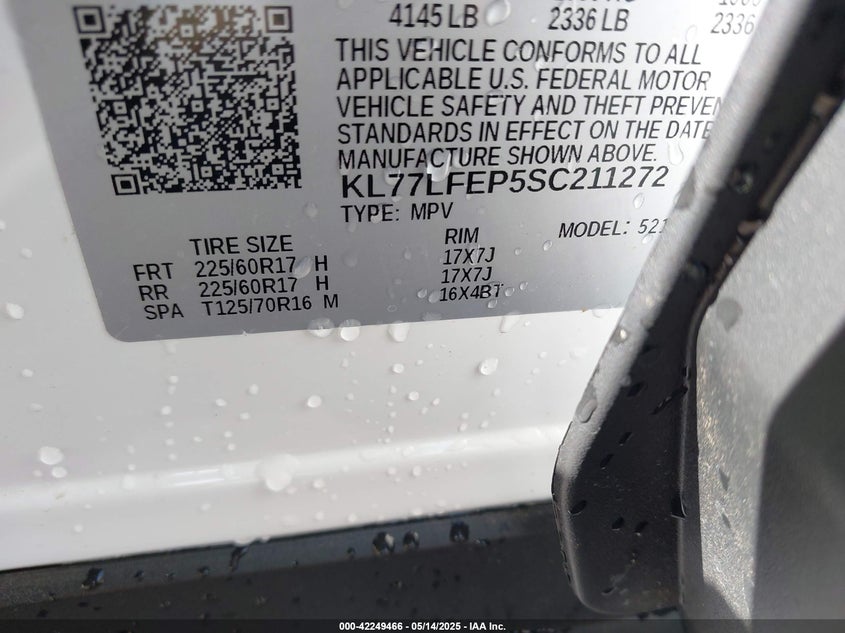 4145 LB 2336 LB 2336
THIS VEHICLE CONFORMS TO ALL
APPLICABLE U.S. FEDERAL MOTOR
VEHICLE SAFETY AND THEFT PREVEN
STANDARDS IN EFFECT ON THE DATE
MANUFACTURE SHOWN ABOVE.
KL77LFEP5SC211272
TYPE: MPV MODEL: 521
TIRE SIZE RIM
FRT 225/60R17 H 17X7J
RR 225/60R17 H 17X7J
SPA T125/70R16 M 16X4BT
000-42249466 - 05/14/2025 - IAA Inc.